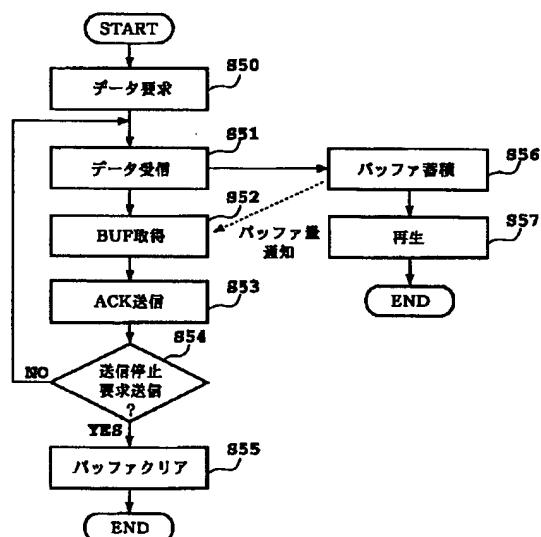 START
S50
データ要求
S51
データ受信
バッファ蓄積
S56
S52
BUF取得
バッファ量
通知
再生
S57
S53
ACK送信
END
S54
送信停止
要求送信
?
NO
YES
S55
バッファクリア
END